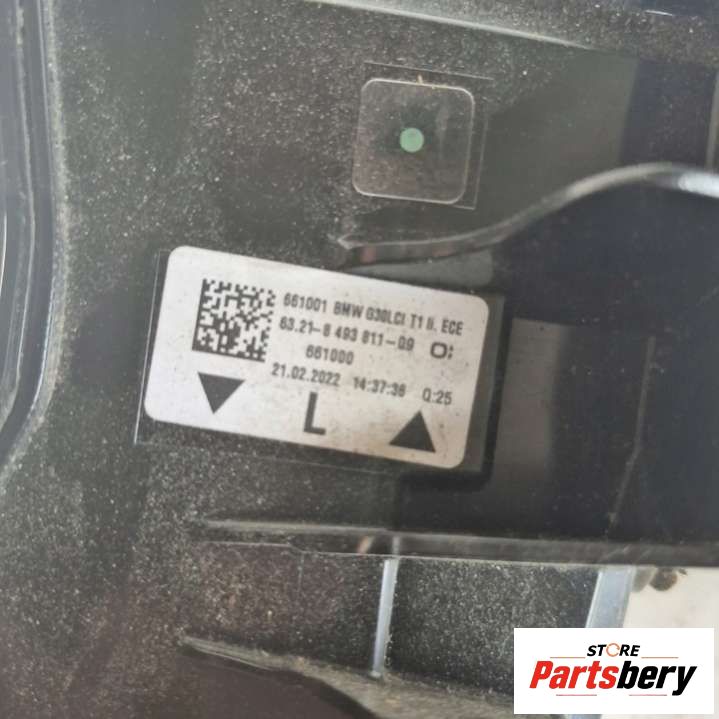 661001 BMW G30LCI T1 li. ECE
63.21-8 493 811-09 O:
661000
21.02.2022 14:37:36 Q:25
L
STORE
Partsbery